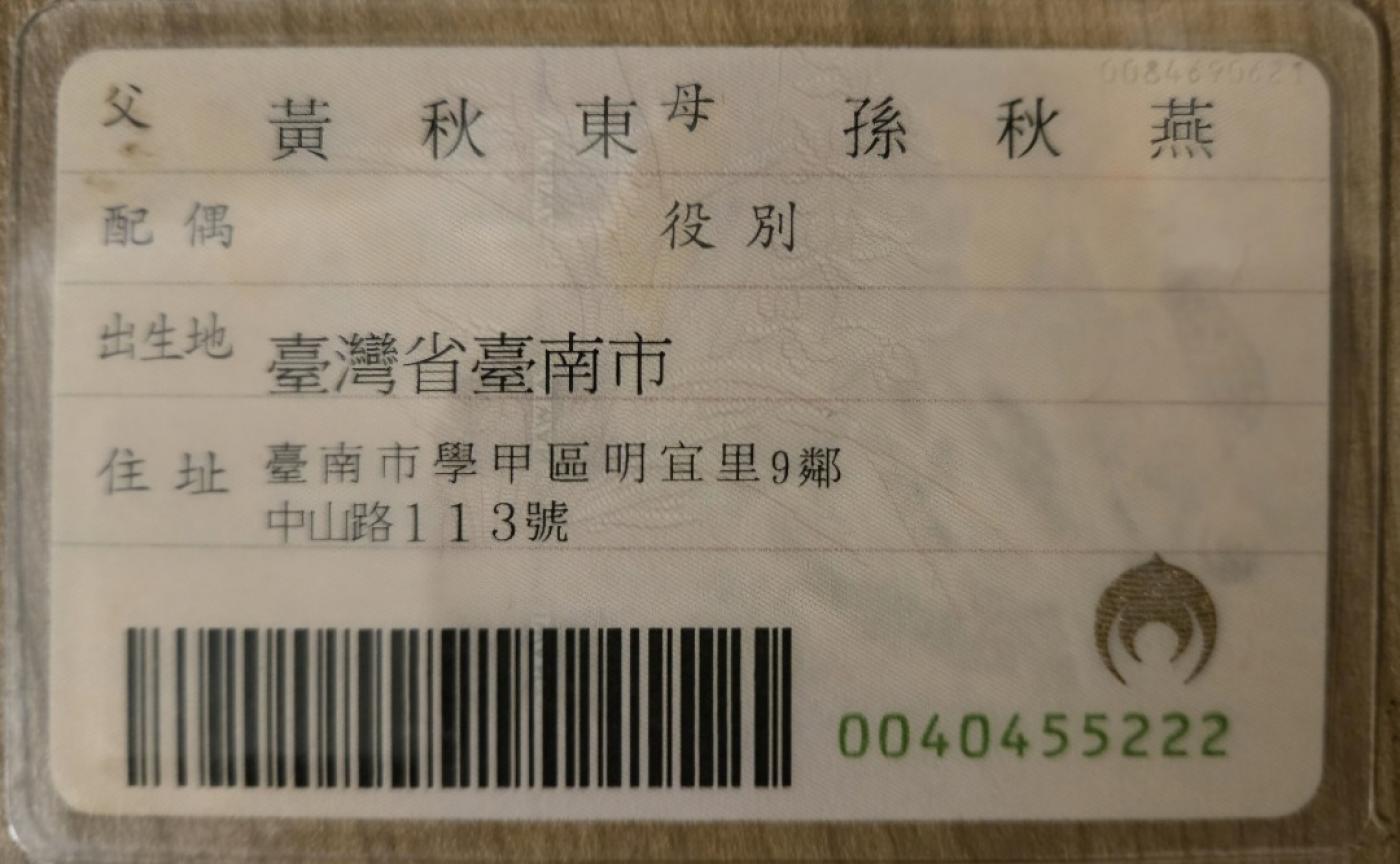 父 黃秋東 母 孫秋燕
配偶 役別
出生地 臺灣省臺南市
住址 臺南市學甲區明宜里9鄰
中山路113號
0040455222